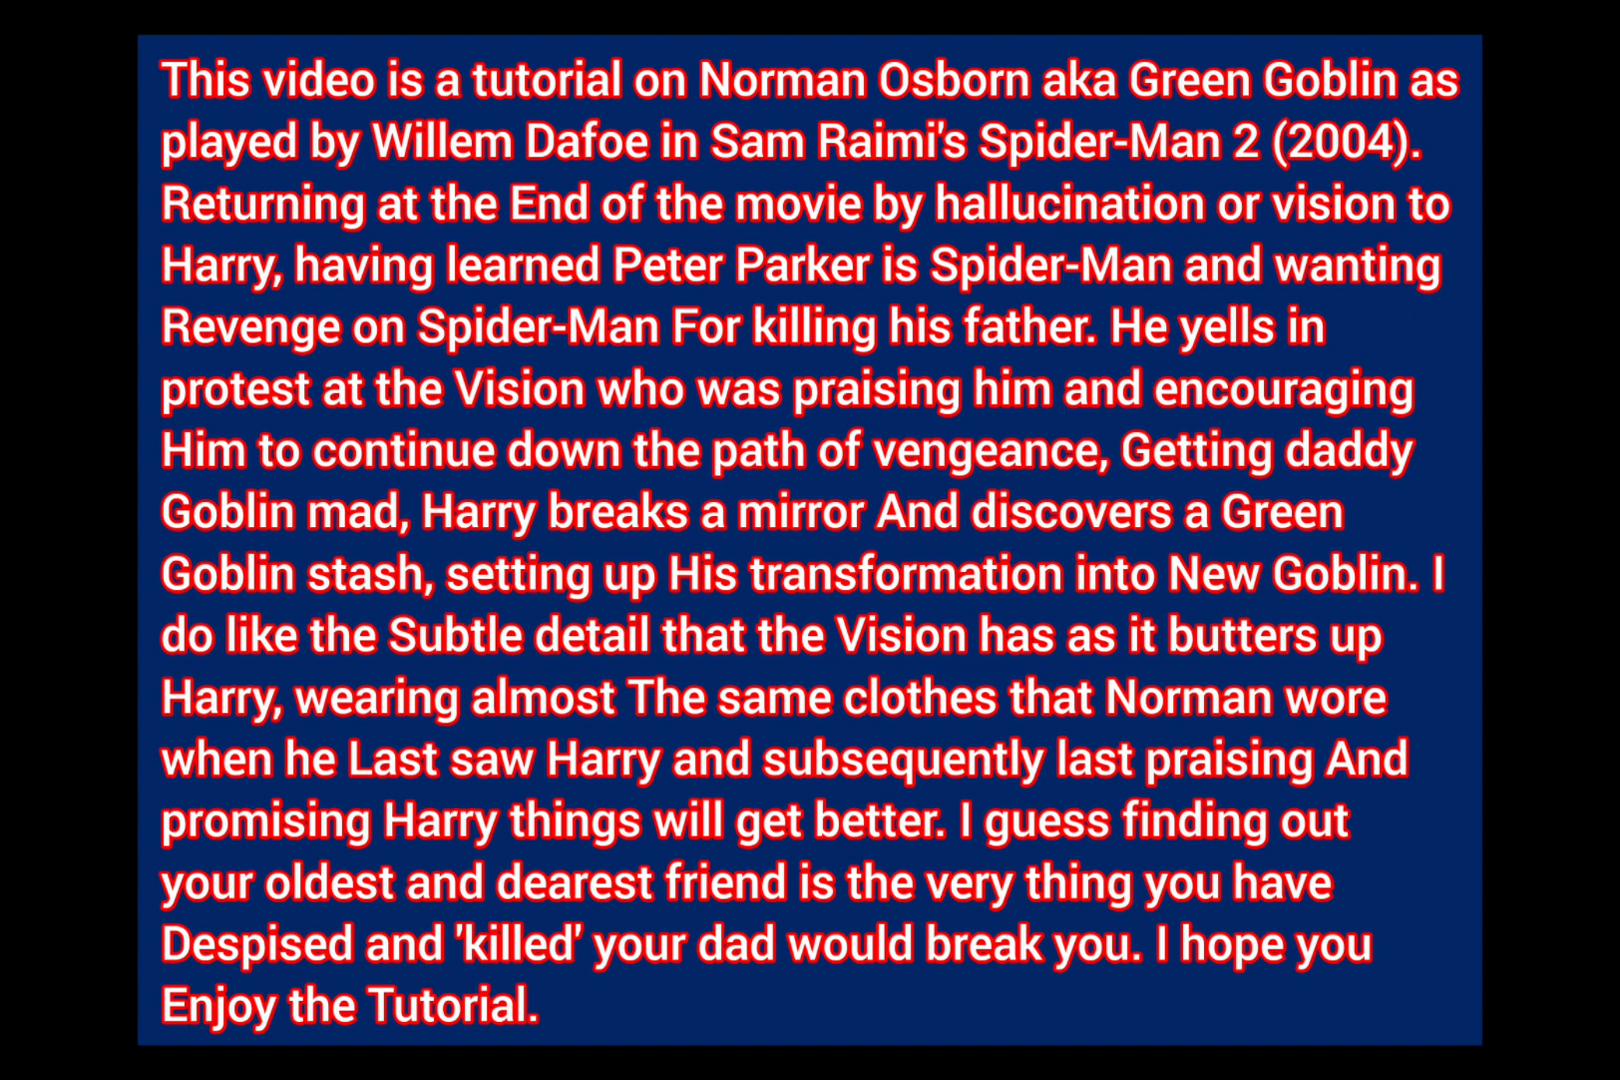 This video is a tutorial on Norman Osborn aka Green Goblin as
played by Willem Dafoe in Sam Raimi's Spider-Man 2 (2004).
Returning at the End of the movie by hallucination or vision to
Harry, having learned Peter Parker is Spider-Man and wanting
Revenge on Spider-Man For killing his father. He yells in
protest at the Vision who was praising him and encouraging
Him to continue down the path of vengeance, Getting daddy
Goblin mad, Harry breaks a mirror And discovers a Green
Goblin stash, setting up His transformation into New Goblin. I
do like the Subtle detail that the Vision has as it butters up
Harry, wearing almost The same clothes that Norman wore
when he Last saw Harry and subsequently last praising And
promising Harry things will get better. I guess finding out
your oldest and dearest friend is the very thing you have
Despised and 'killed' your dad would break you. I hope you
Enjoy the Tutorial.